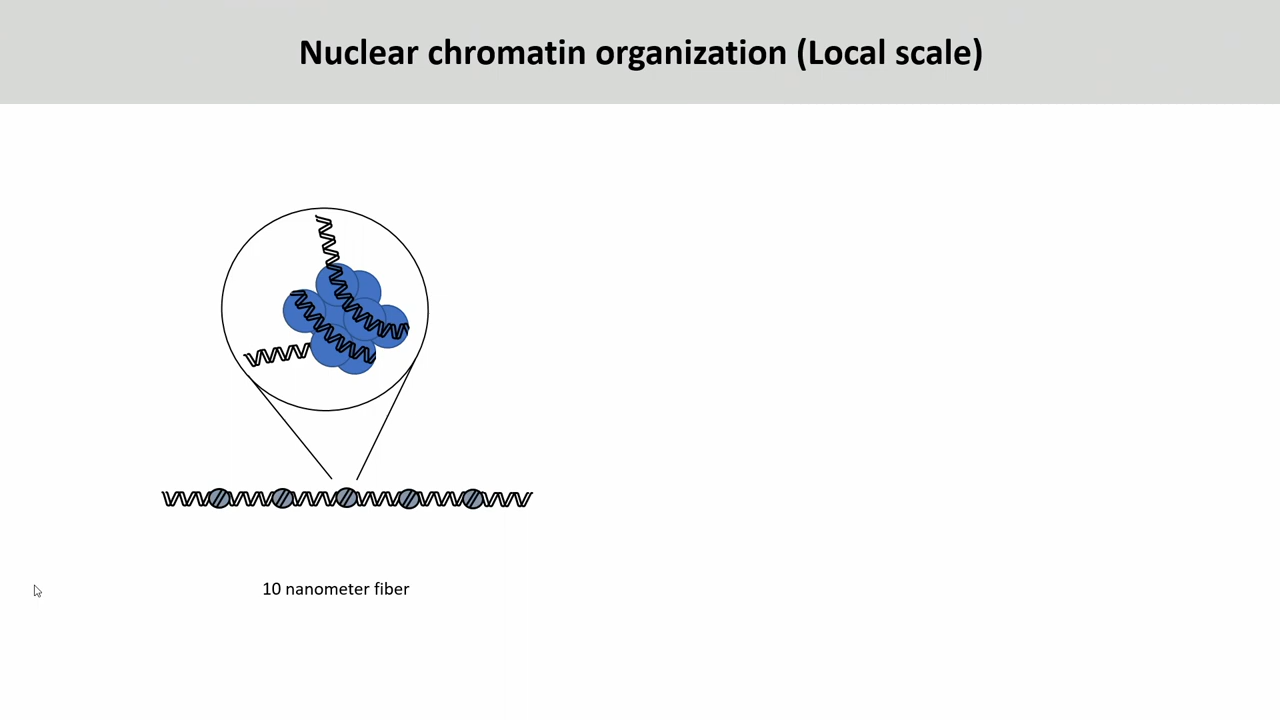 Nuclear chromatin organization (Local scale)
10 nanometer fiber